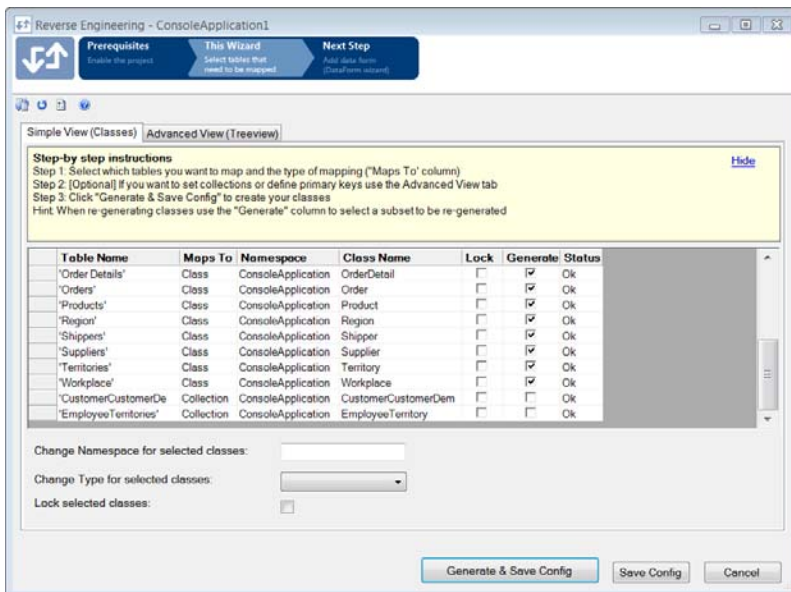 Reverse Engineering - ConsoleApplication1
Prerequisites
Enable the project
This Wizard
Select tables that
need to be mapped
Next Step
Add data form
(DataForm wizard)
Simple View (Classes) Advanced View (Treeview)
Step-by step instructions
Hide
Step 1: Select which tables you want to map and the type of mapping ("Maps To' column)
Step 2: [Optional] If you want to set collections or define primary keys use the Advanced View tab
Step 3: Click "Generate & Save Config" to create your classes
Hint: When re-generating classes use the "Generate" column to select a subset to be re-generated
Table Name Maps To Namespace Class Name Lock Generate Status
'Order Details' Class ConsoleApplication OrderDetail Ok
'Orders' Class ConsoleApplication Order Ok
'Products' Class ConsoleApplication Product Ok
'Region' Class ConsoleApplication Region Ok
'Shippers' Class ConsoleApplication Shipper Ok
'Suppliers' Class ConsoleApplication Supplier Ok
'Territories' Class ConsoleApplication Territory Ok
'Workplace' Class ConsoleApplication Workplace Ok
'CustomerCustomerDe Collection ConsoleApplication CustomerCustomerDem Ok
'EmployeeTerritories' Collection ConsoleApplication EmployeeTerritory Ok
Change Namespace for selected classes:
Change Type for selected classes:
Lock selected classes:
Generate & Save Config Save Config Cancel